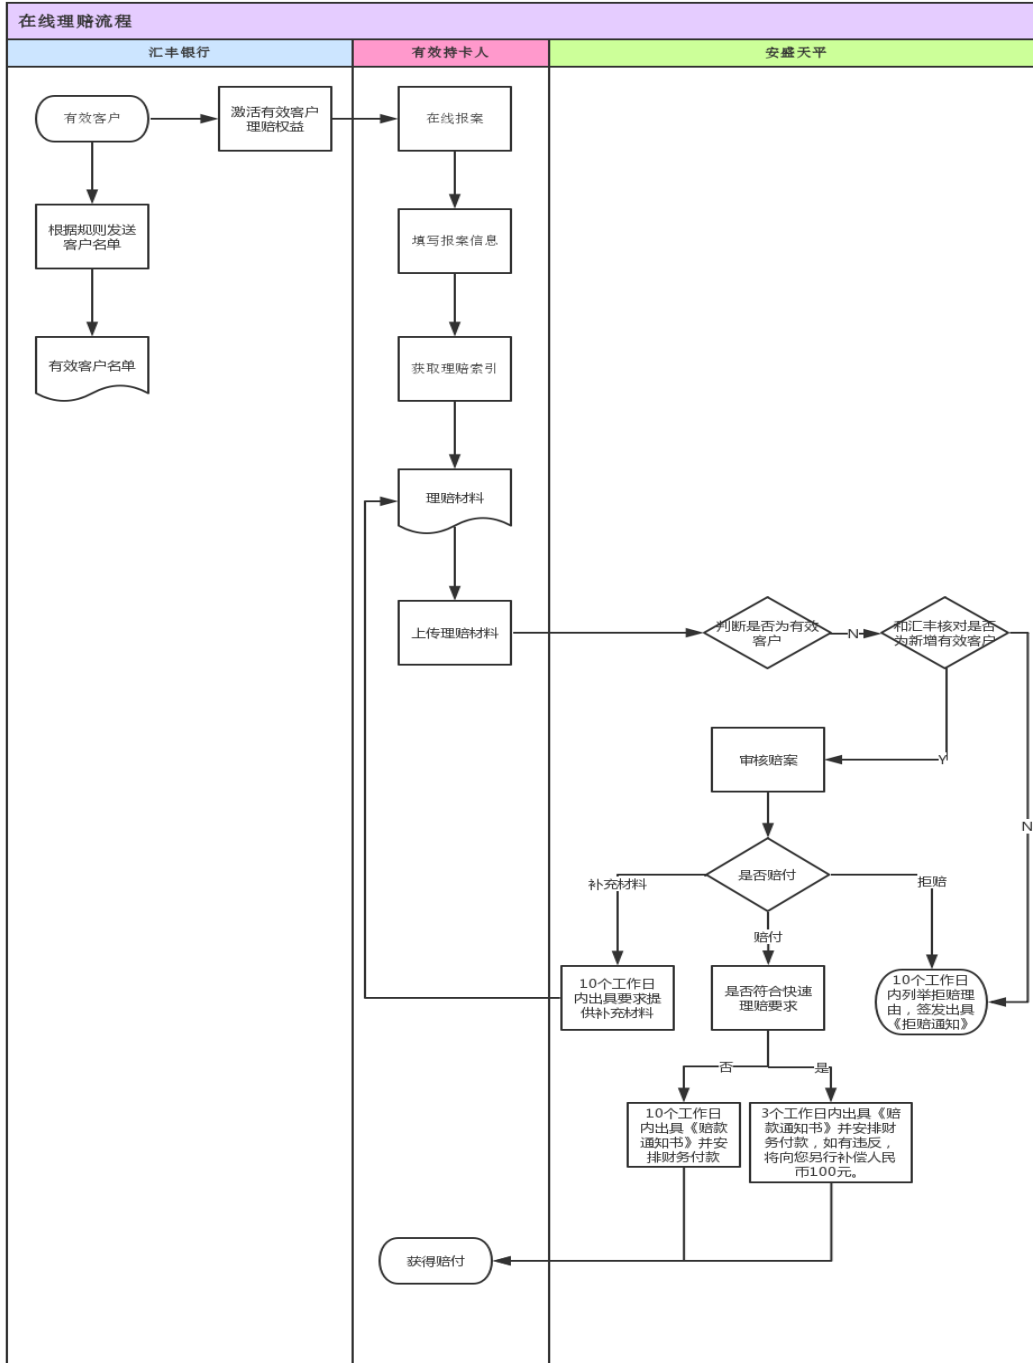 在线理赔流程
汇丰银行
有效持卡人
安盛天平
有效客户
激活有效客户
理赔权益
在线报案
根据规则发送
客户名单
填写报案信息
有效客户名单
获取理赔索引
理赔材料
上传理赔材料
判断是否为有效
客户
N
和汇丰核对是否
为新增有效客户
审核赔案
Y
N
是否赔付
补充材料
拒赔
赔付
10个工作日
内出具要求提
供补充材料
是否符合快速
理赔要求
10个工作日
内列举拒赔理
由，签发出具
《拒赔通知》
否
是
10个工作日
内出具《赔款
通知书》并安
排财务付款
3个工作日内出具《赔
款通知书》并安排财
务付款，如有违反，
将向您另行补偿人民
币100元。
获得赔付